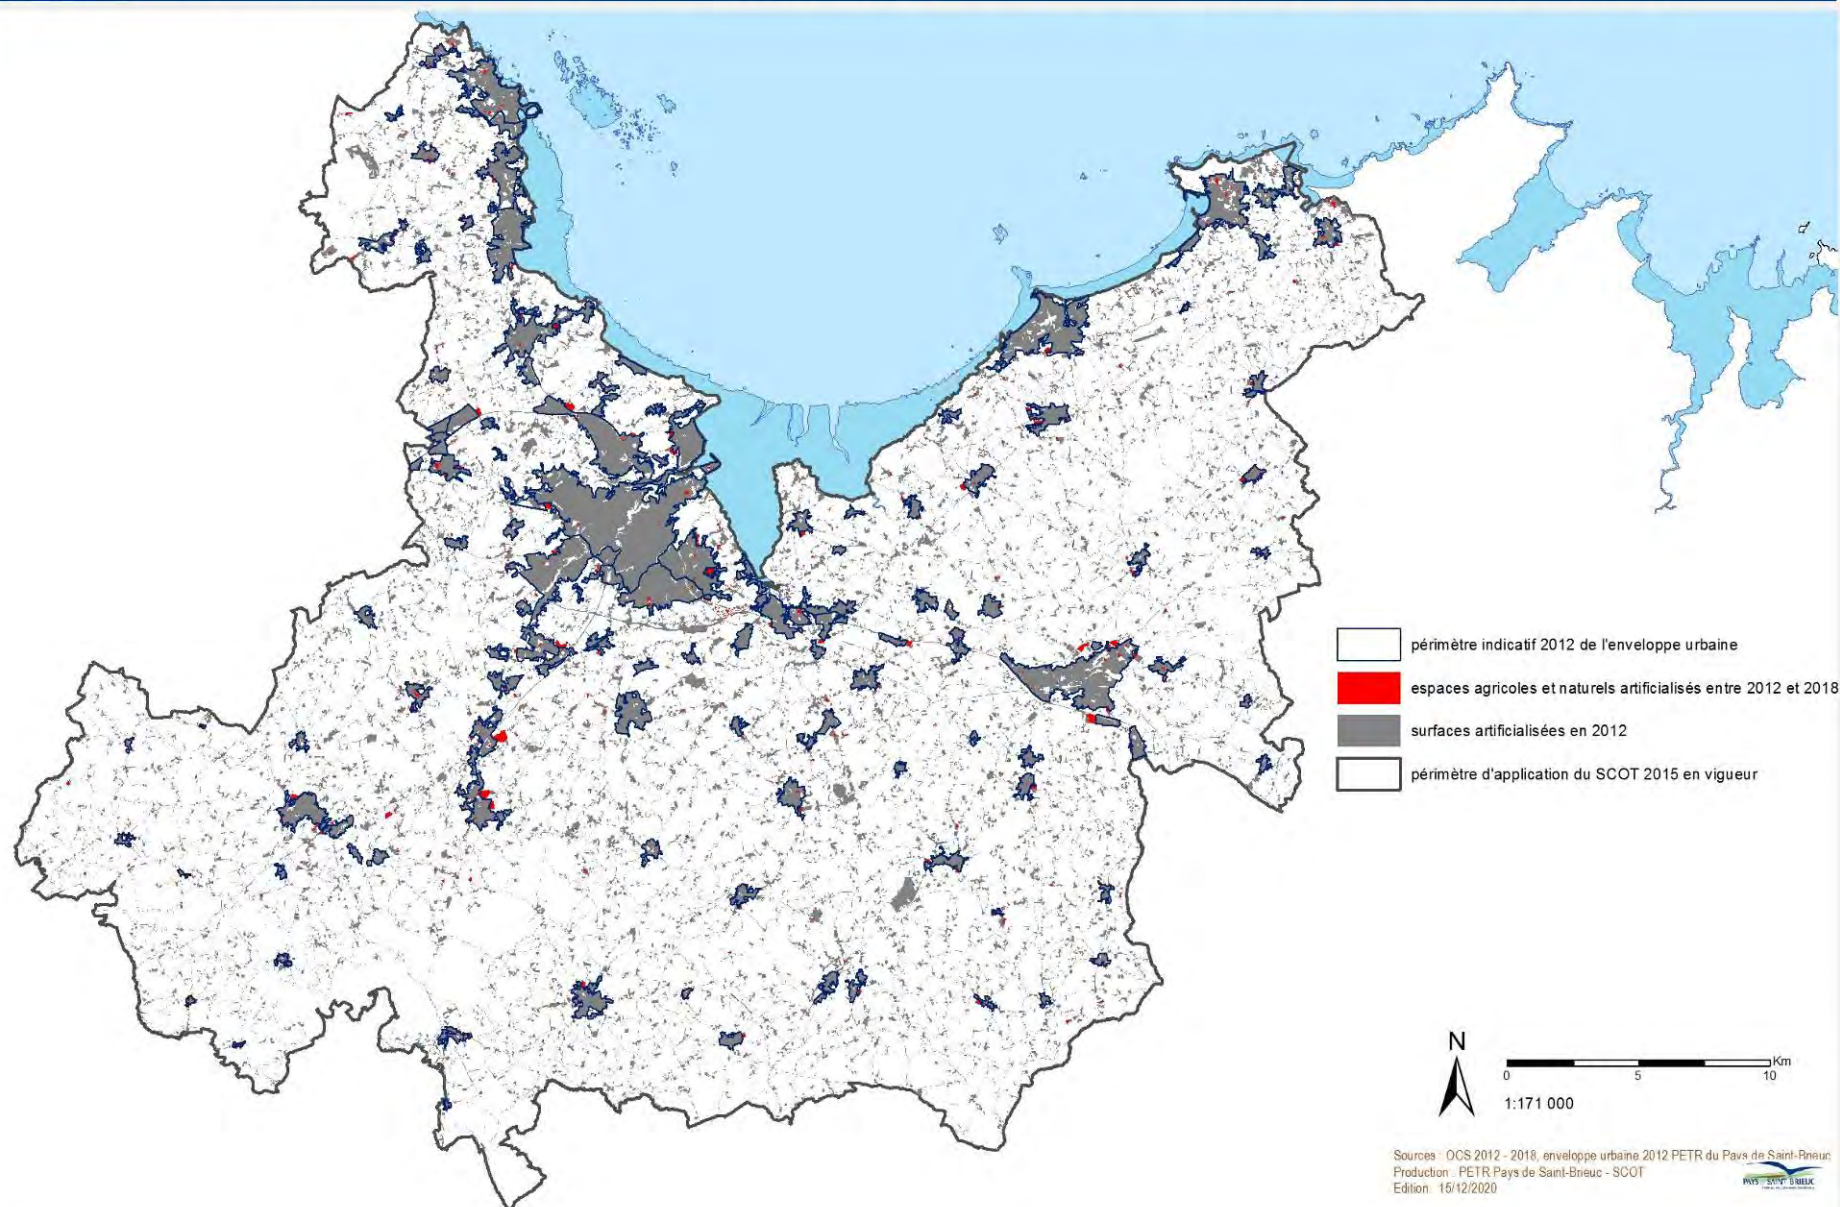 périmètre indicatif 2012 de l'enveloppe urbaine
espaces agricoles et naturels artificialisés entre 2012 et 2018
surfaces artificialisées en 2012
périmètre d'application du SCOT 2015 en vigueur
N
Km
0 5 10
1:171 000
Sources : OCS 2012 - 2018, enveloppe urbaine 2012 PETR du Pays de Saint-Brieuc
Production : PETR Pays de Saint-Brieuc - SCOT
Edition : 15/12/2020
PAYS SAINT BRIEUC